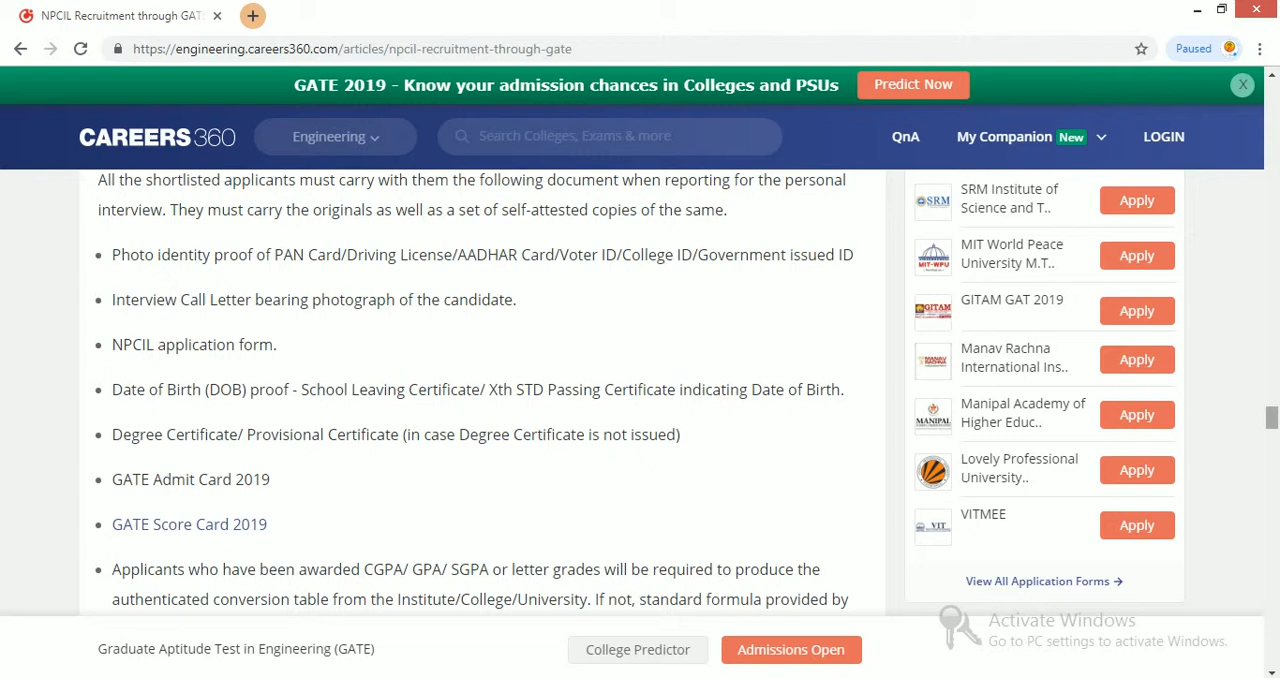 NPCIL Recruitment through GAT
https://engineering.careers360.com/articles/npcil-recruitment-through-gate
Paused
GATE 2019 - Know your admission chances in Colleges and PSUs
Predict Now
X
CAREERS360
Engineering
Search Colleges, Exams & more
QnA
My Companion New
LOGIN
All the shortlisted applicants must carry with them the following document when reporting for the personal
interview. They must carry the originals as well as a set of self-attested copies of the same.
• Photo identity proof of PAN Card/Driving License/AADHAR Card/Voter ID/College ID/Government issued ID
• Interview Call Letter bearing photograph of the candidate.
• NPCIL application form.
• Date of Birth (DOB) proof - School Leaving Certificate/ Xth STD Passing Certificate indicating Date of Birth.
• Degree Certificate/ Provisional Certificate (in case Degree Certificate is not issued)
• GATE Admit Card 2019
• GATE Score Card 2019
• Applicants who have been awarded CGPA/ GPA/ SGPA or letter grades will be required to produce the
authenticated conversion table from the Institute/College/University. If not, standard formula provided by
SRM
SRM Institute of
Science and T..
Apply
MIT-WPU
MIT World Peace
University M.T..
Apply
GITAM
GITAM GAT 2019
Apply
MANAV RACHNA
Manav Rachna
International Ins..
Apply
MANIPAL
Manipal Academy of
Higher Educ..
Apply
Lovely Professional
University..
Apply
VIT
VITMEE
Apply
View All Application Forms →
Graduate Aptitude Test in Engineering (GATE)
College Predictor
Admissions Open
Activate Windows
Go to PC settings to activate Windows.